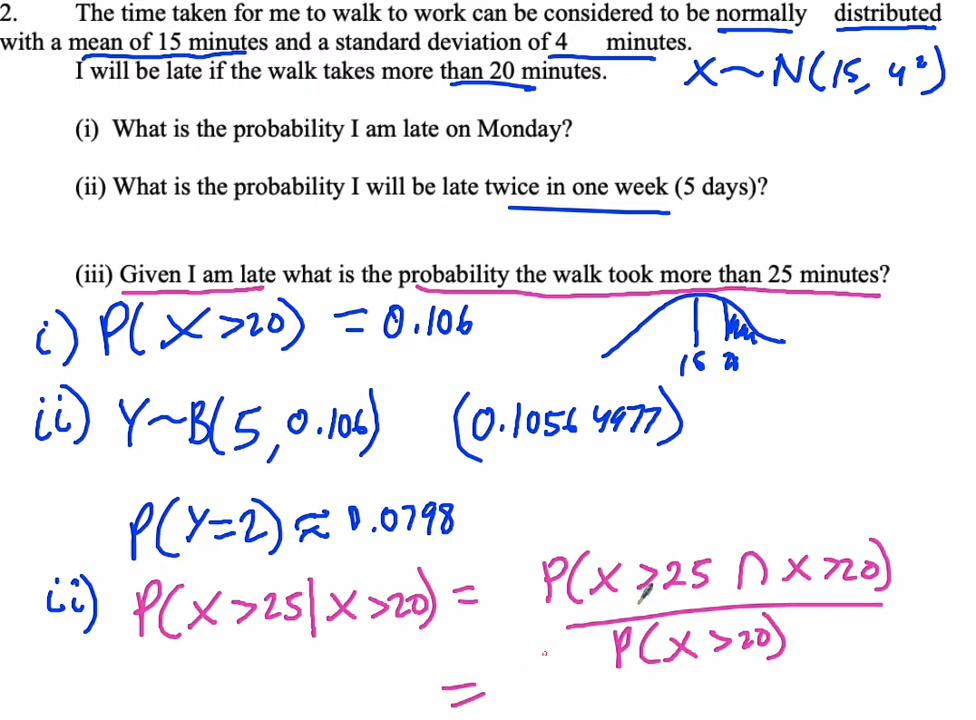 2. The time taken for me to walk to work can be considered to be normally distributed
with a mean of 15 minutes and a standard deviation of 4 minutes.
I will be late if the walk takes more than 20 minutes. X~N(15, 4²)
(i) What is the probability I am late on Monday?
(ii) What is the probability I will be late twice in one week (5 days)?
(iii) Given I am late what is the probability the walk took more than 25 minutes?
i) P(X>20) = 0.106
15 20
ii) Y~B(5, 0.106) (0.10564977)
P(Y=2) ≈ 0.0798
ii) P(X>25|X>20) = P(X>25 ∩ X>20)
P(X>20)
=